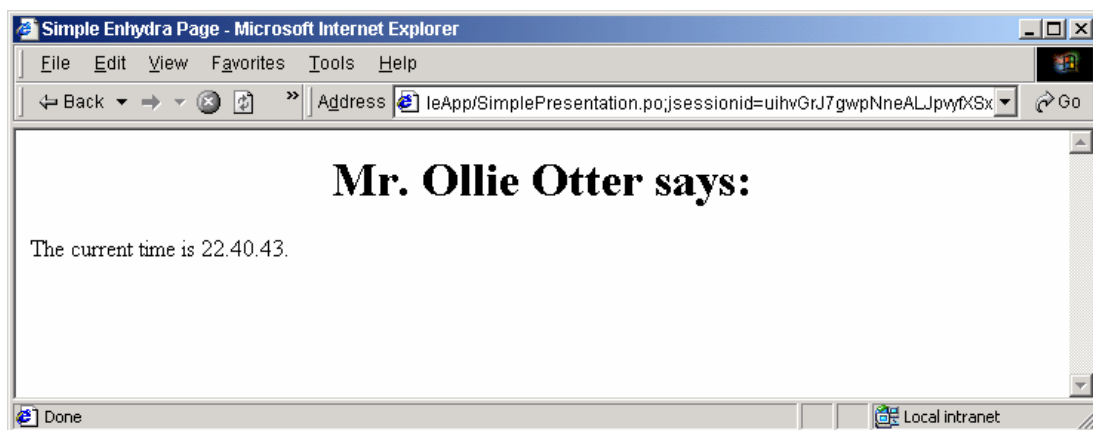 Simple Enhydra Page - Microsoft Internet Explorer
File Edit View Favorites Tools Help
Back » Address leApp/SimplePresentation.po;jsessionid=uihvGrJ7gwpNneALJpvyfXSx Go
Mr. Ollie Otter says:
The current time is 22.40.43.
Done Local intranet